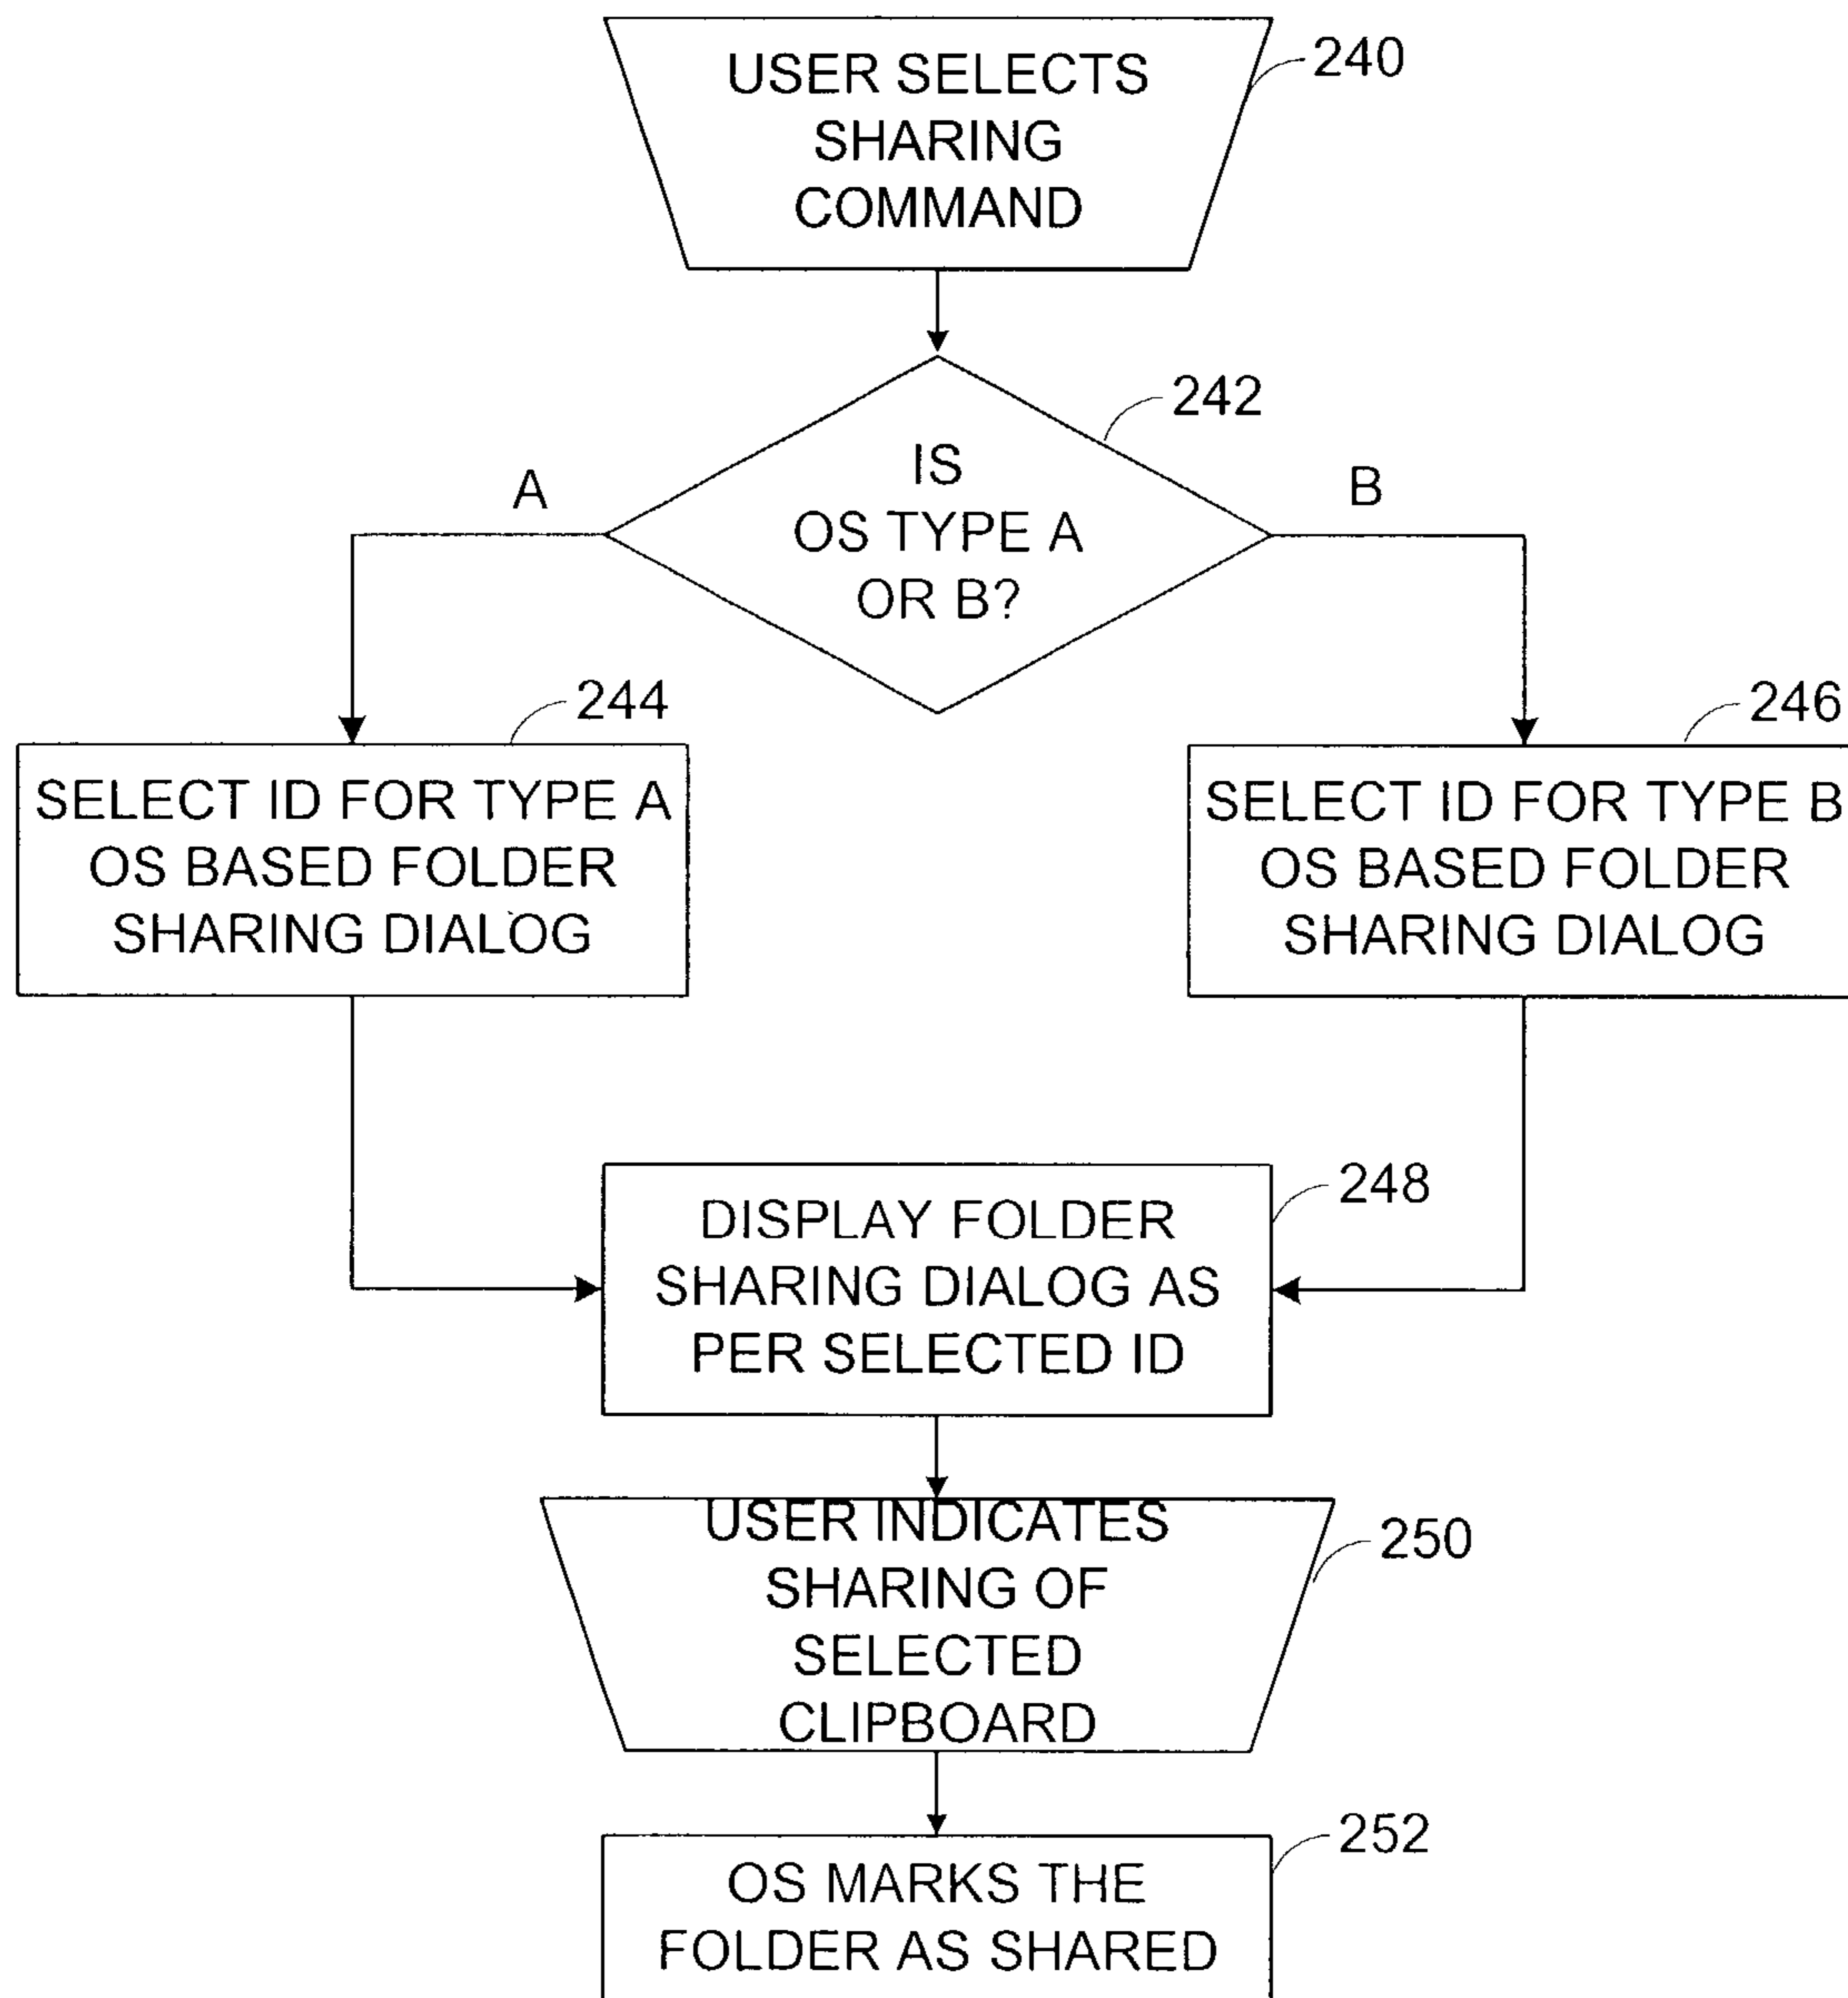 USER SELECTS
SHARING
COMMAND
240
242
IS
OS TYPE A
OR B?
A
B
244
SELECT ID FOR TYPE A
OS BASED FOLDER
SHARING DIALOG
246
SELECT ID FOR TYPE B
OS BASED FOLDER
SHARING DIALOG
248
DISPLAY FOLDER
SHARING DIALOG AS
PER SELECTED ID
USER INDICATES
SHARING OF
SELECTED
CLIPBOARD
250
252
OS MARKS THE
FOLDER AS SHARED